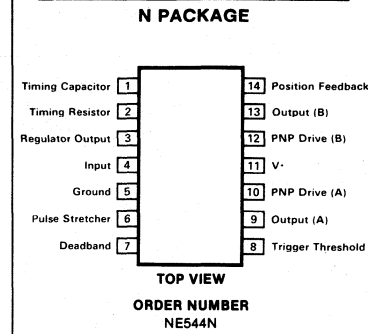 N PACKAGE
Timing Capacitor 1 14 Position Feedback
Timing Resistor 2 13 Output (B)
Regulator Output 3 12 PNP Drive (B)
Input 4 11 V+
Ground 5 10 PNP Drive (A)
Pulse Stretcher 6 9 Output (A)
Deadband 7 8 Trigger Threshold
TOP VIEW
ORDER NUMBER
NE544N